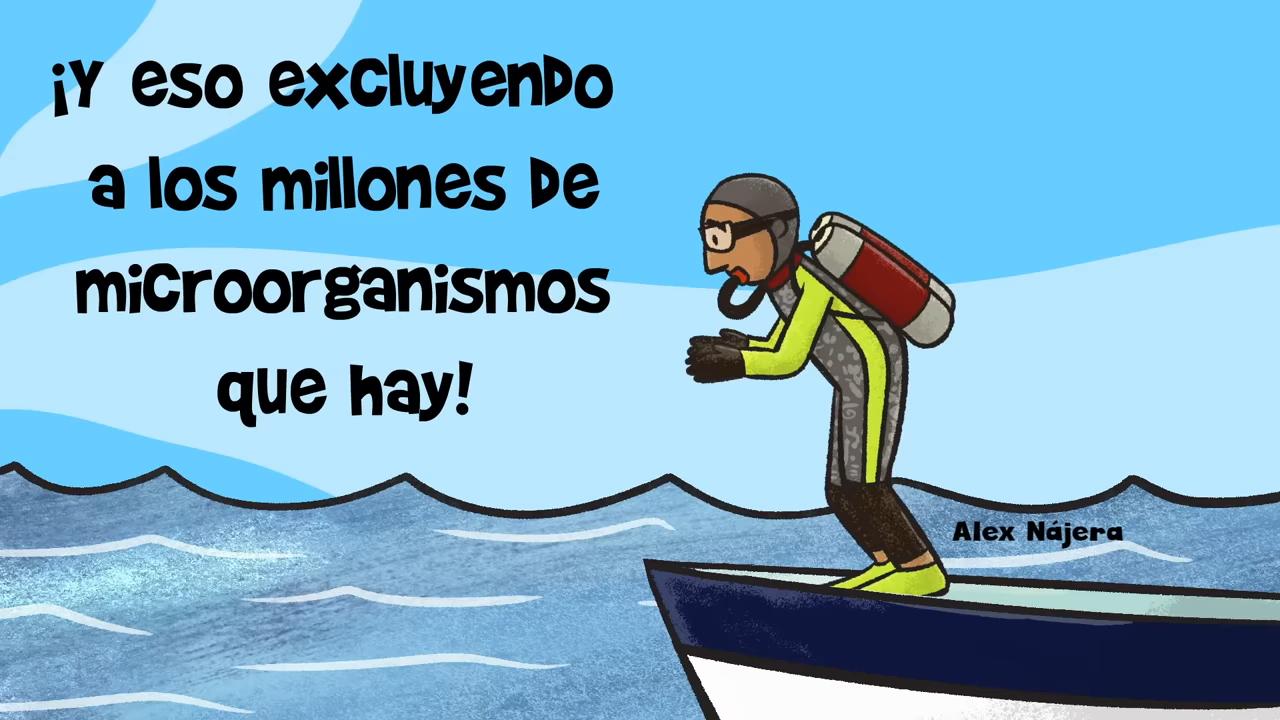 ¡Y eso excluyendo
a los millones de
microorganismos
que hay!
Alex Nájera